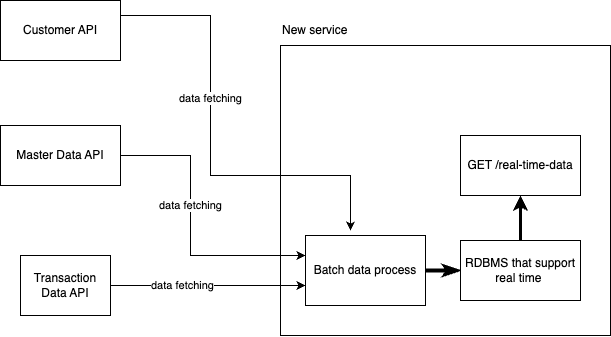 Customer API
New service
data fetching
Master Data API
GET /real-time-data
data fetching
Transaction
Data API
data fetching
Batch data process
RDBMS that support
real time